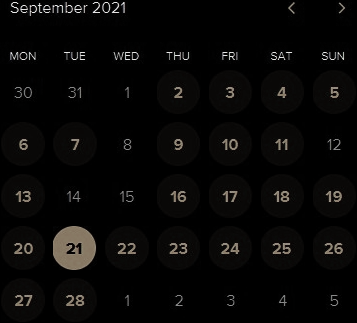 September 2021
MON TUE WED THU FRI SAT SUN
30 31 1 2 3 4 5
6 7 8 9 10 11 12
13 14 15 16 17 18 19
20 21 22 23 24 25 26
27 28 1 2 3 4 5